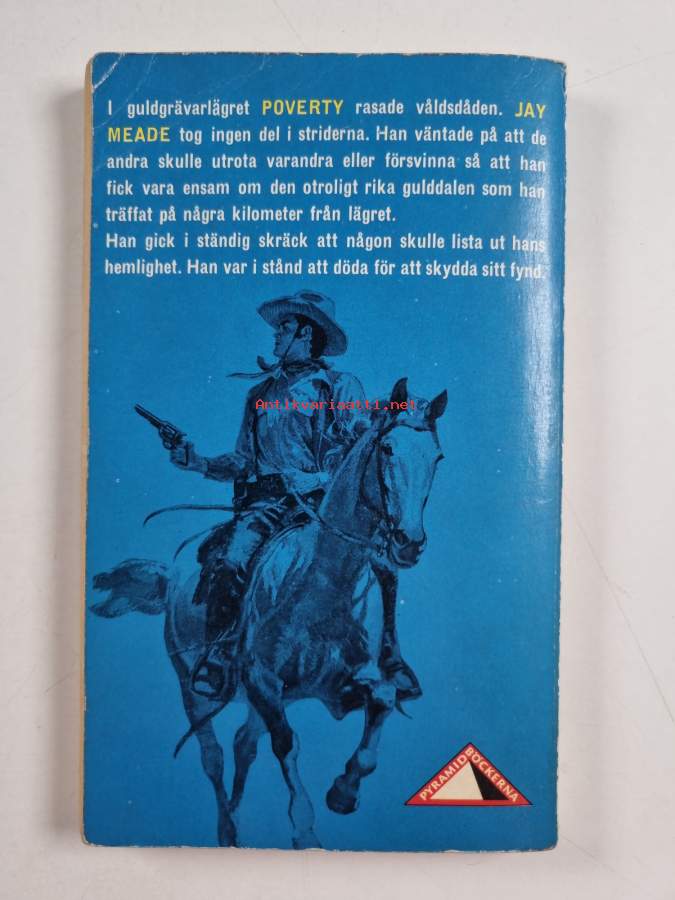 I guldgrävarlägret POVERTY rasade våldsdåden. JAY
MEADE tog ingen del i striderna. Han väntade på att de
andra skulle utrota varandra eller försvinna så att han
fick vara ensam om den otroligt rika gulddalen som han
träffat på några kilometer från lägret.
Han gick i ständig skräck att någon skulle lista ut hans
hemlighet. Han var i stånd att döda för att skydda sitt fynd.
Antikvariaatti.net
PYRAMIDBÖCKERNA